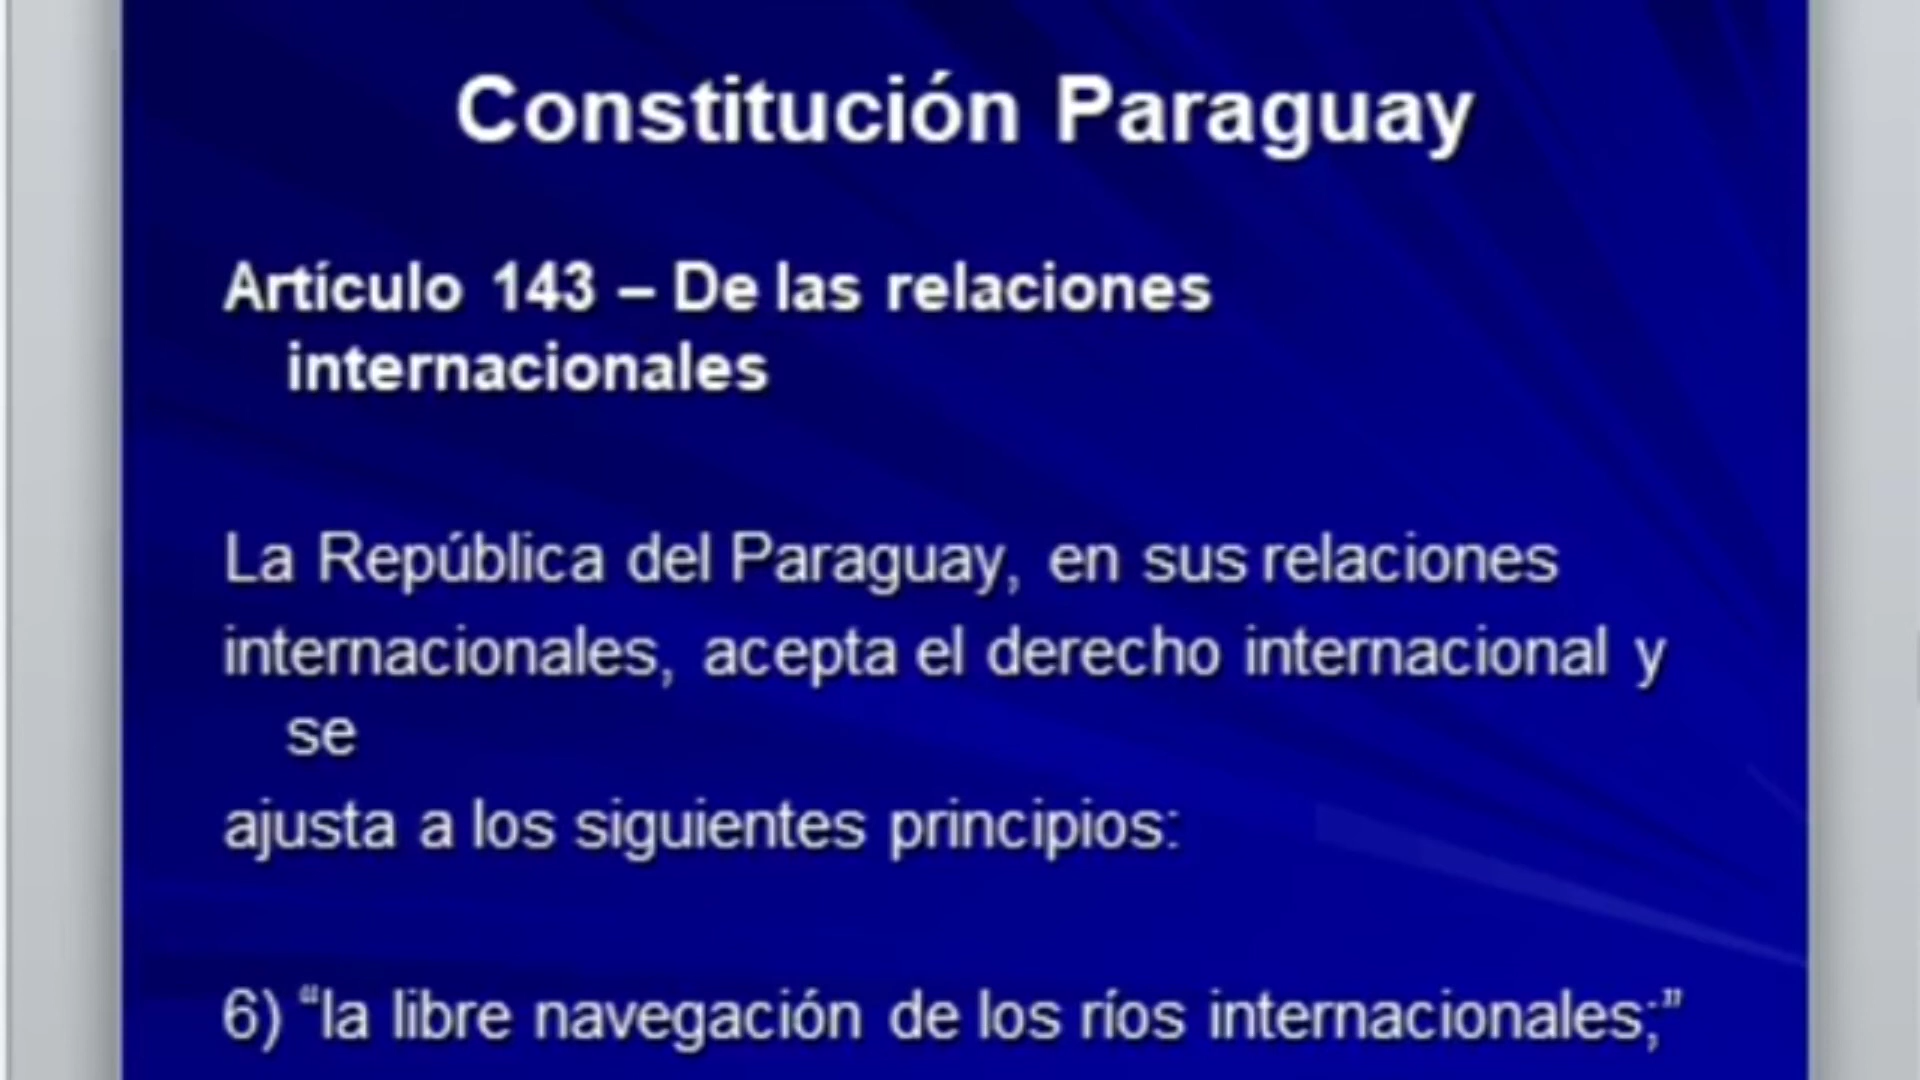 Constitución Paraguay
Artículo 143 – De las relaciones
internacionales
La República del Paraguay, en sus relaciones
internacionales, acepta el derecho internacional y
se
ajusta a los siguientes principios:
6) “la libre navegación de los ríos internacionales;”